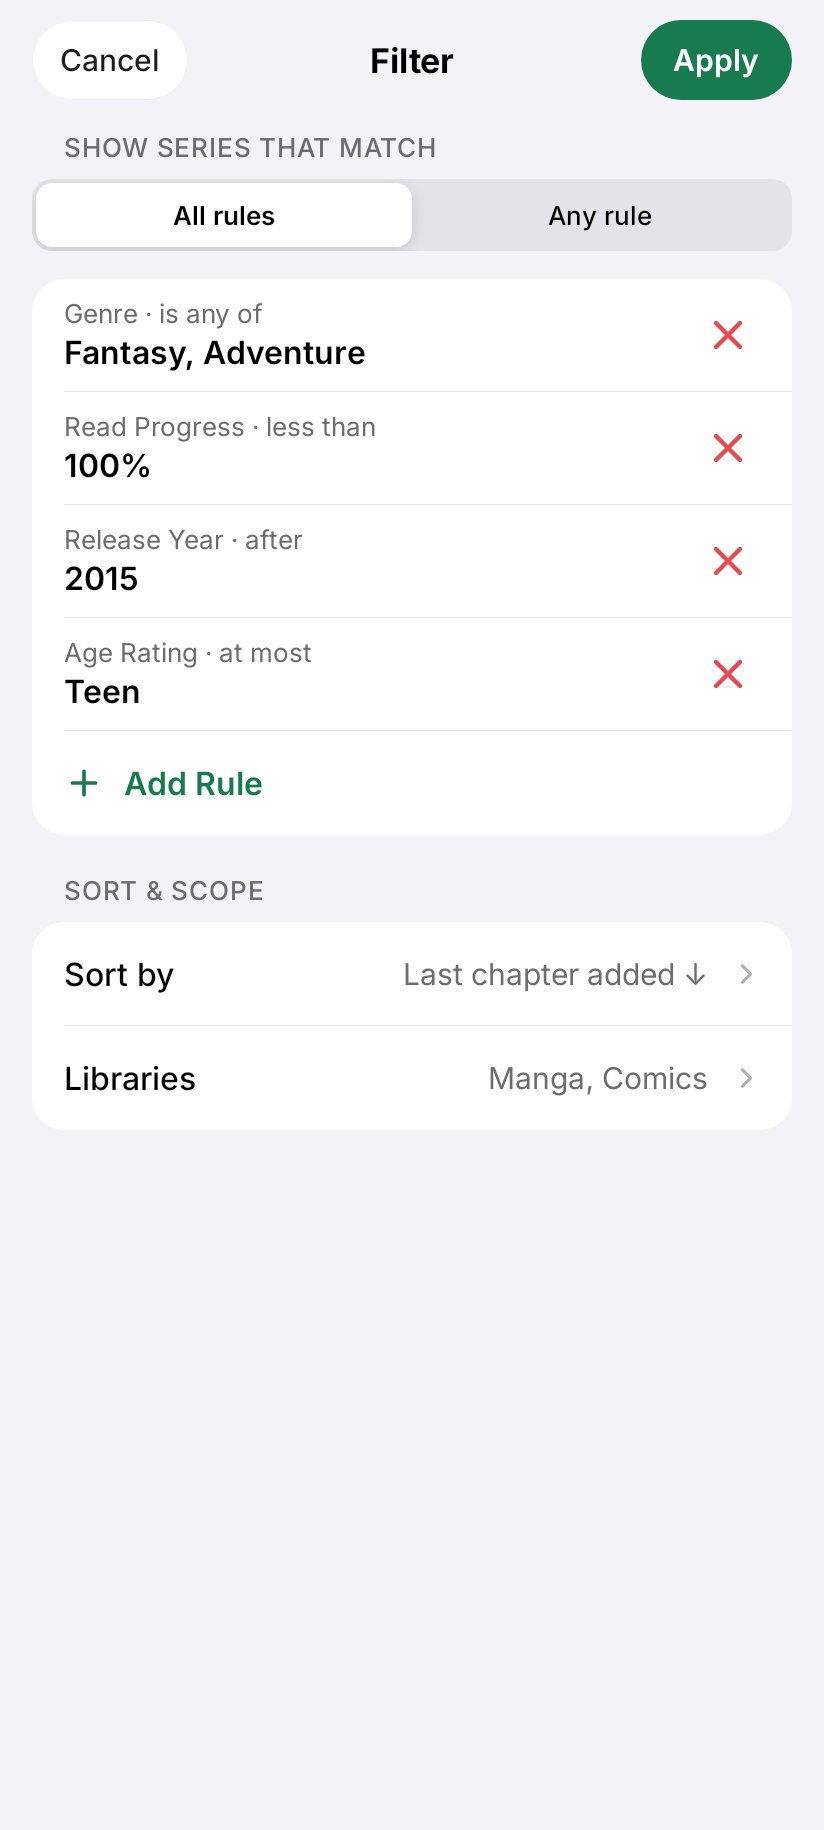 Cancel
Filter
Apply
SHOW SERIES THAT MATCH
All rules
Any rule
Genre · is any of
Fantasy, Adventure
Read Progress · less than
100%
Release Year · after
2015
Age Rating · at most
Teen
Add Rule
SORT & SCOPE
Sort by
Last chapter added ↓
Libraries
Manga, Comics